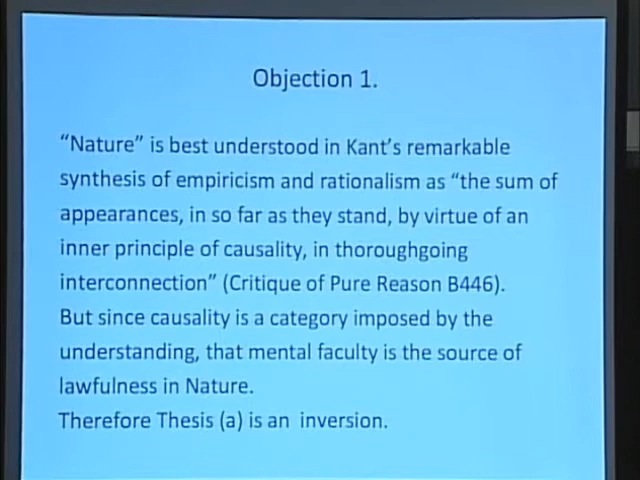 Objection 1.
“Nature” is best understood in Kant’s remarkable
synthesis of empiricism and rationalism as “the sum of
appearances, in so far as they stand, by virtue of an
inner principle of causality, in thoroughgoing
interconnection” (Critique of Pure Reason B446).
But since causality is a category imposed by the
understanding, that mental faculty is the source of
lawfulness in Nature.
Therefore Thesis (a) is an  inversion.